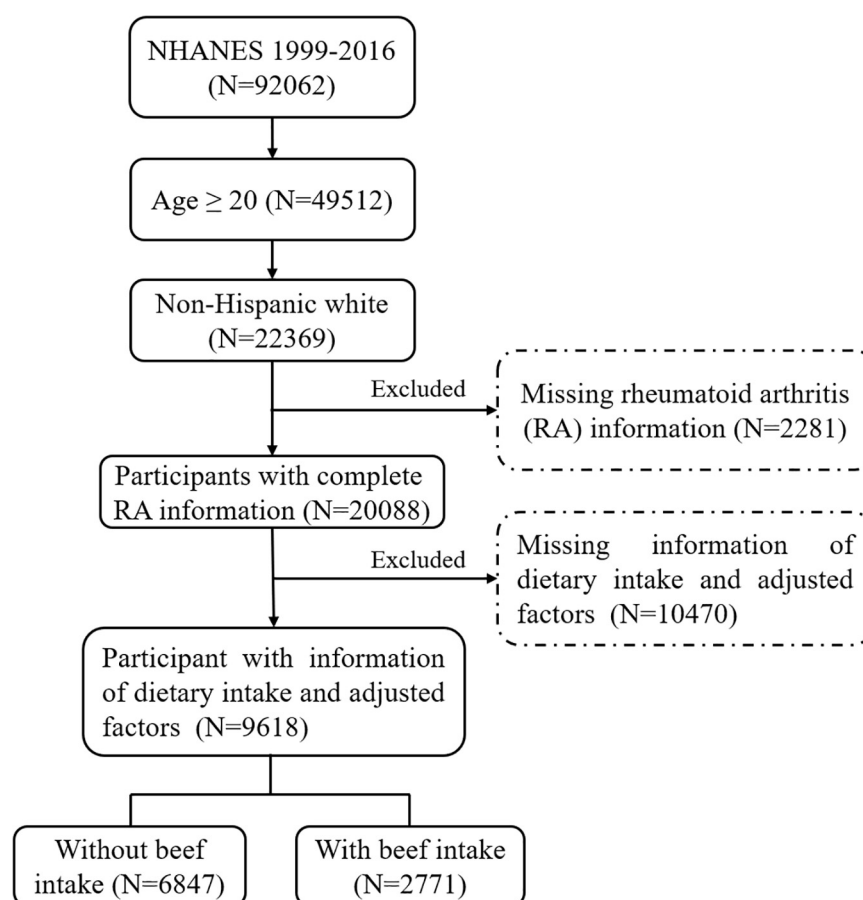 NHANES 1999-2016
(N=92062)
Age ≥ 20 (N=49512)
Non-Hispanic white
(N=22369)
Excluded
Missing rheumatoid arthritis
(RA) information (N=2281)
Participants with complete
RA information (N=20088)
Excluded
Missing information of
dietary intake and adjusted
factors (N=10470)
Participant with information
of dietary intake and adjusted
factors (N=9618)
Without beef
intake (N=6847)
With beef intake
(N=2771)